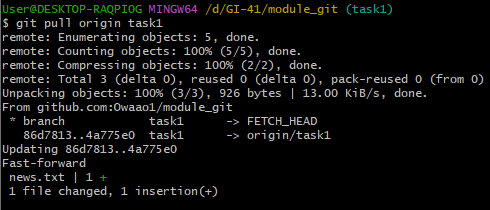 User@DESKTOP-RAQPIOG MINGW64 /d/GI-41/module_git (task1)
$ git pull origin task1
remote: Enumerating objects: 5, done.
remote: Counting objects: 100% (5/5), done.
remote: Compressing objects: 100% (2/2), done.
remote: Total 3 (delta 0), reused 0 (delta 0), pack-reused 0 (from 0)
Unpacking objects: 100% (3/3), 926 bytes | 13.00 KiB/s, done.
From github.com:Owaao1/module_git
 * branch            task1      -> FETCH_HEAD
   86d7813..4a775e0  task1      -> origin/task1
Updating 86d7813..4a775e0
Fast-forward
 news.txt | 1 +
 1 file changed, 1 insertion(+)